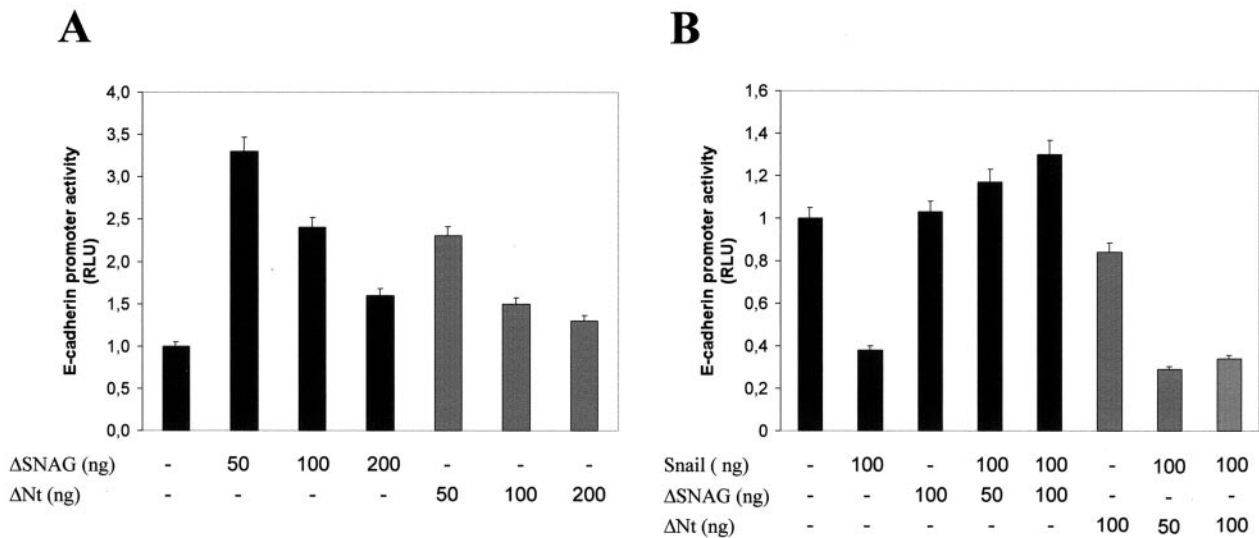 A
E-cadherin promoter activity
(RLU)
4,0
3,5
3,0
2,5
2,0
1,5
1,0
0,5
0,0
ΔSNAG (ng) - 50 100 200 - - -
ΔNt (ng) - - - - 50 100 200
B
E-cadherin promoter activity
(RLU)
1,6
1,4
1,2
1
0,8
0,6
0,4
0,2
0
Snail ( ng) - 100 - 100 100 - 100 100
ΔSNAG (ng) - - 100 50 100 - - -
ΔNt (ng) - - - - - 100 50 100